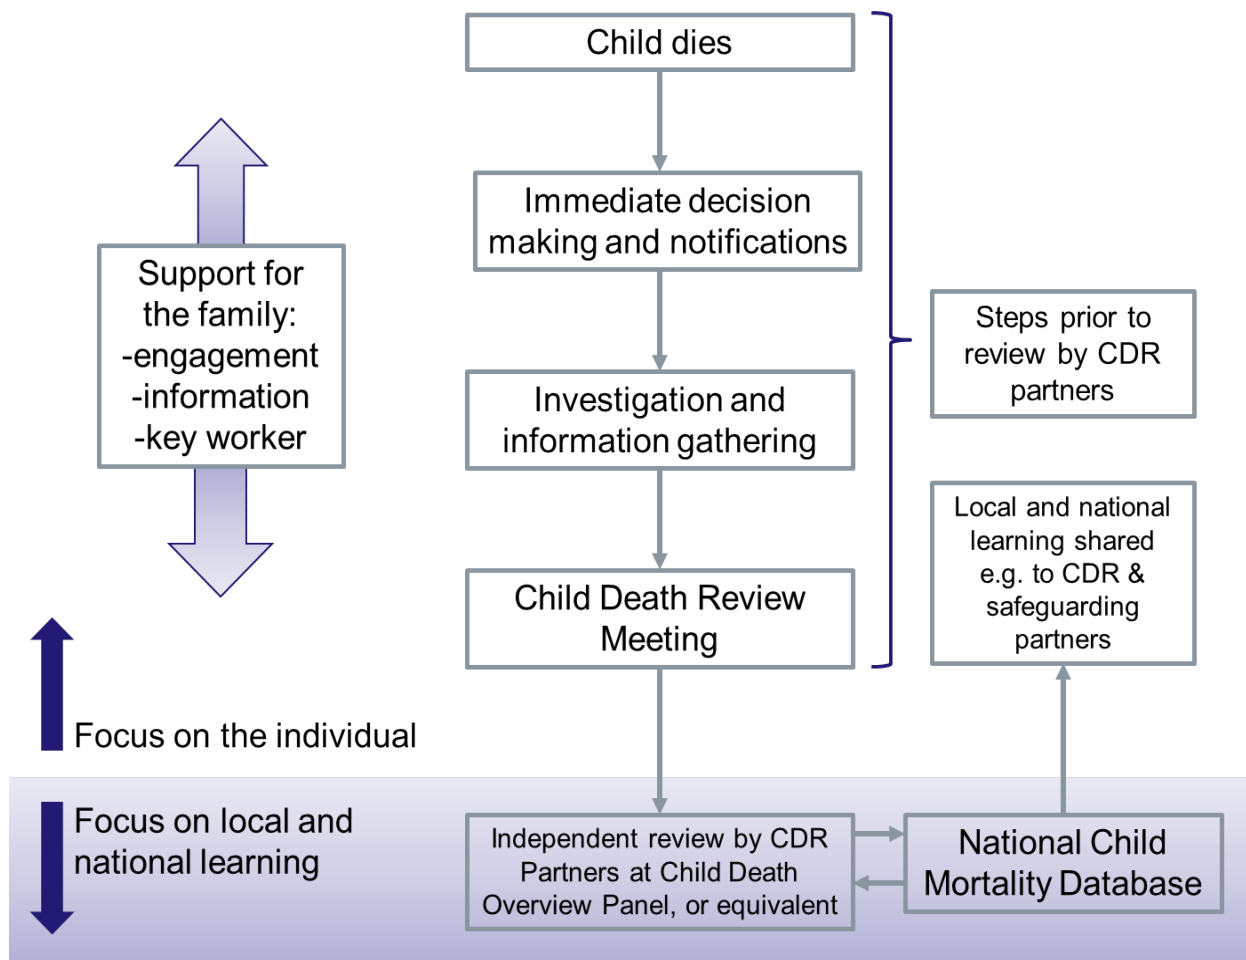 Child dies
Immediate decision
making and notifications
Support for
the family:
-engagement
-information
-key worker
Steps prior to
review by CDR
partners
Investigation and
information gathering
Local and national
learning shared
e.g. to CDR &
safeguarding
partners
Child Death Review
Meeting
Focus on the individual
Focus on local and
national learning
Independent review by CDR
Partners at Child Death
Overview Panel, or equivalent
National Child
Mortality Database